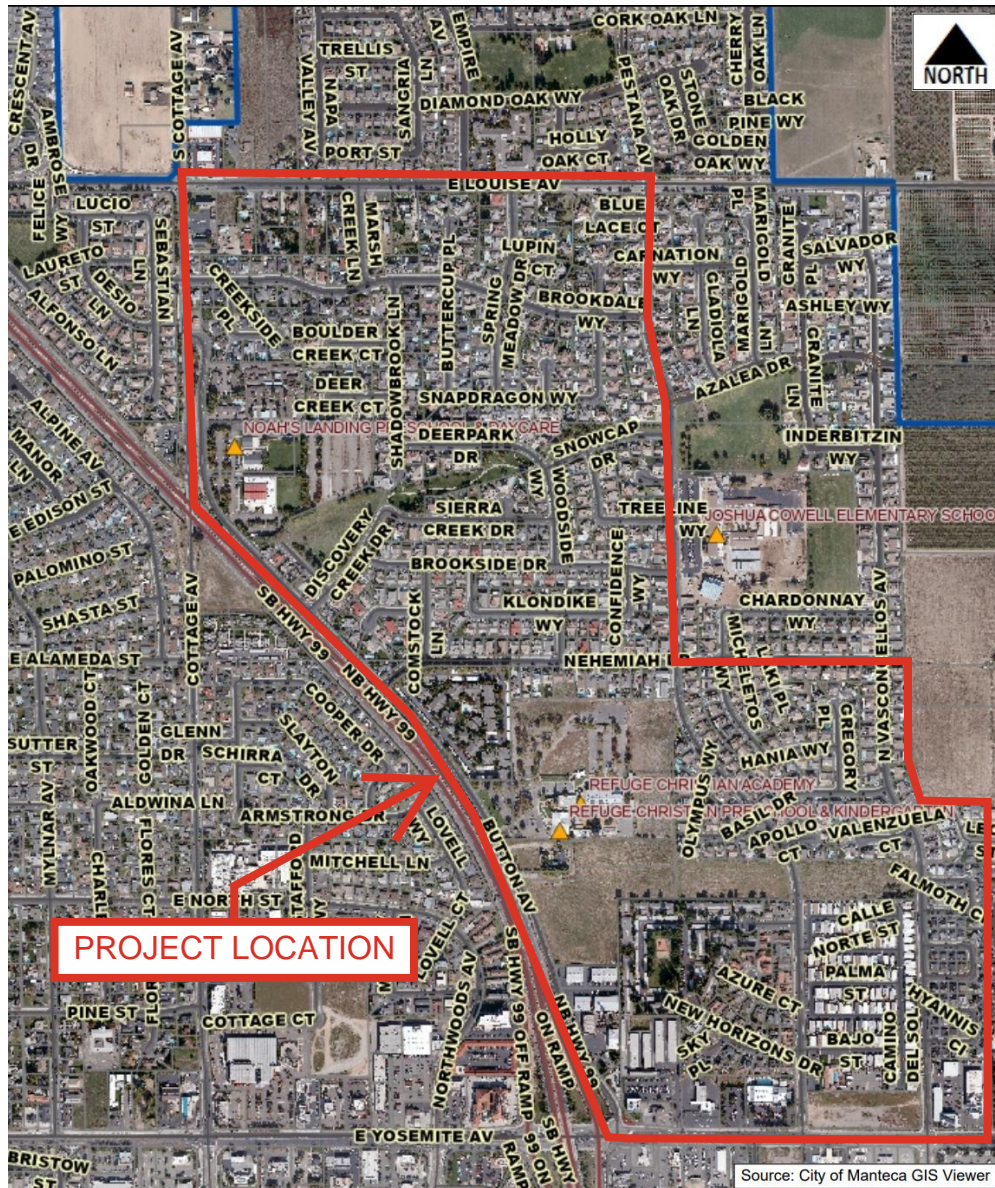 CRESCENT AV
S COTTAGE AV
TRELLIS
ST
NAPA
SANGRIA
LN
VALLEY AV
EMPIRE
AV
CORK OAK LN
CHERRY
OAK LN
NORTH
DIAMOND OAK WY
PESTANA AV
STONE
OAK DR
BLACK
PINE WY
GOLDEN
OAK WY
HOLLY
OAK CT
PORT ST
AMBROSE
WY
FELICE
DR
E LOUISE AV
LUCIO
ST
SEBASTIAN
LN
MARSH
CREEK LN
BLUE
LACE CT
MARIGOLD
GRANITE
PL
SALVADOR
WY
LAURETO
ST
DESIO
LN
ALFONSO LN
CREEKSIDE
PL
BUTTERCUP PL
LUPIN
CT
SPRING
MEADOW DR
CARNATION
WY
BROOKDALE
WY
GLADIOLA
LN
MARIGOLD
LN
ASHLEY WY
GRANITE
LN
BOULDER
CREEK CT
DEER
CREEK CT
SHADOWBROOK LN
SNAPDRAGON WY
AZALEA DR
ALPINE AV
MANOR
LN
NOAH'S LANDING PRESCHOOL & DAYCARE
DEERPARK
DR
SNOWCAP
DR
INDERBITZIN
WY
E EDISON ST
WOODSIDE
WY
SIERRA
CREEK DR
TREELINE
WY
JOSHUA COWELL ELEMENTARY SCHOO
DISCOVERY
CREEK DR
PALOMINO ST
BROOKSIDE DR
CONFIDENCE
WY
SHASTA ST
COTTAGE AV
SB HWY 99
NB HWY 99
COMSTOCK
LN
KLONDIKE
WY
CHARDONNAY
WY
E ALAMEDA ST
NEHEMIAH DR
MICHELETOS
WY
LAKI PL
GREGORY
PL
N VASCONCELLOS AV
OAKWOOD CT
GOLDEN CT
SUTTER
ST
GLENN
DR
SCHIRRA
CT
SLAYTON
DR
COOPER DR
HANIA WY
OLYMPUS WY
ALDWINA LN
REFUGE CHRISTIAN ACADEMY
REFUGE CHRISTIAN PRESCHOOL & KINDERGARTAN
BASIL DR
APOLLO
CT
VALENZUELA
CT
ARMSTRONG DR
LOVELL
WY
BUTTON AV
MYLNAR AV
FLORES CT
MITCHELL LN
E NORTH ST
FALMOTH C
PROJECT LOCATION
LOVELL CT
CALLE
NORTE ST
PALMA
ST
BAJO
ST
CAMINO
DEL SOL
HYANNIS
CI
AZURE CT
NEW HORIZONS DR
SKY
PL
PINE ST
COTTAGE CT
NORTHWOODS AV
SB HWY 99 OFF RAMP
ON RAMP
NB HWY 99
SB HWY
99 ON
RAMP
E YOSEMITE AV
BRISTOW
ST
Source: City of Manteca GIS Viewer